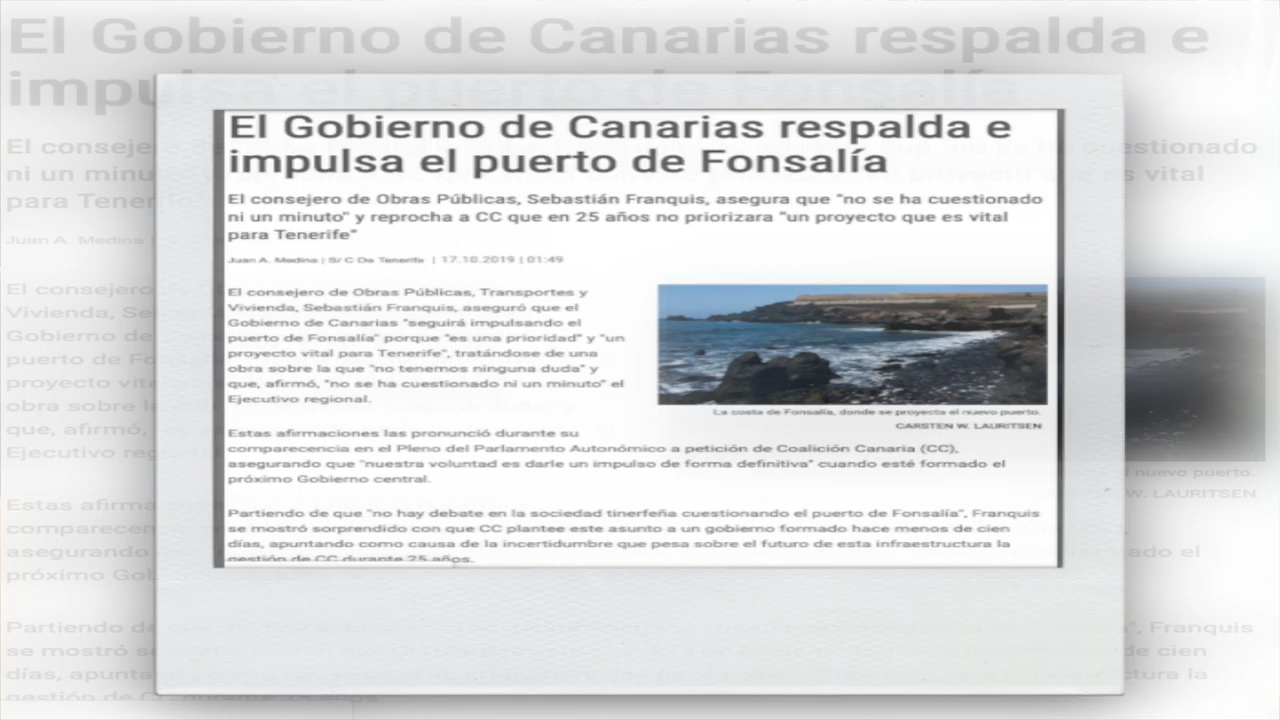 El Gobierno de Canarias respalda e
impulsa el puerto de Fonsalía
El consejero de Obras Públicas, Sebastián Franquis, asegura que "no se ha cuestionado
ni un minuto" y reprocha a CC que en 25 años no priorizara "un proyecto que es vital
para Tenerife"
Juan A. Medina | S/ C De Tenerife | 17.10.2019 | 01:49
El consejero de Obras Públicas, Transportes y
Vivienda, Sebastián Franquis, aseguró que el
Gobierno de Canarias "seguirá impulsando el
puerto de Fonsalía" porque "es una prioridad" y "un
proyecto vital para Tenerife", tratándose de una
obra sobre la que "no tenemos ninguna duda" y
que, afirmó, "no se ha cuestionado ni un minuto" el
Ejecutivo regional.
La costa de Fonsalía, donde se proyecta el nuevo puerto.
CARSTEN W. LAURITSEN
Estas afirmaciones las pronunció durante su
comparecencia en el Pleno del Parlamento Autonómico a petición de Coalición Canaria (CC),
asegurando que "nuestra voluntad es darle un impulso de forma definitiva" cuando esté formado el
próximo Gobierno central.
Partiendo de que "no hay debate en la sociedad tinerfeña cuestionando el puerto de Fonsalía", Franquis
se mostró sorprendido con que CC plantee este asunto a un gobierno formado hace menos de cien
días, apuntando como causa de la incertidumbre que pesa sobre el futuro de esta infraestructura la
gestión de CC durante 25 años.